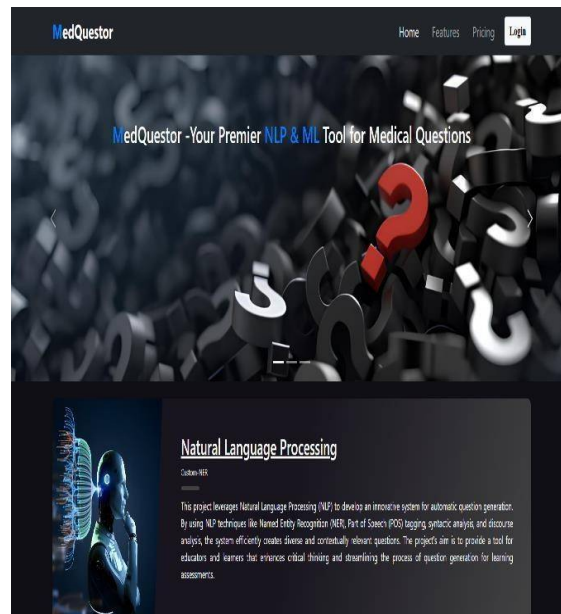 MedQuestor
Home Features Pricing Login
MedQuestor -Your Premier NLP & ML Tool for Medical Questions
Natural Language Processing
Custom-NER
This project leverages Natural Language Processing (NLP) to develop an innovative system for automatic question generation.
By using NLP techniques like Named Entity Recognition (NER), Part of Speech (POS) tagging, syntactic analysis, and discourse
analysis, the system efficiently creates diverse and contextually relevant questions. The project's aim is to provide a tool for
educators and learners that enhances critical thinking and streamlining the process of question generation for learning
assessments.